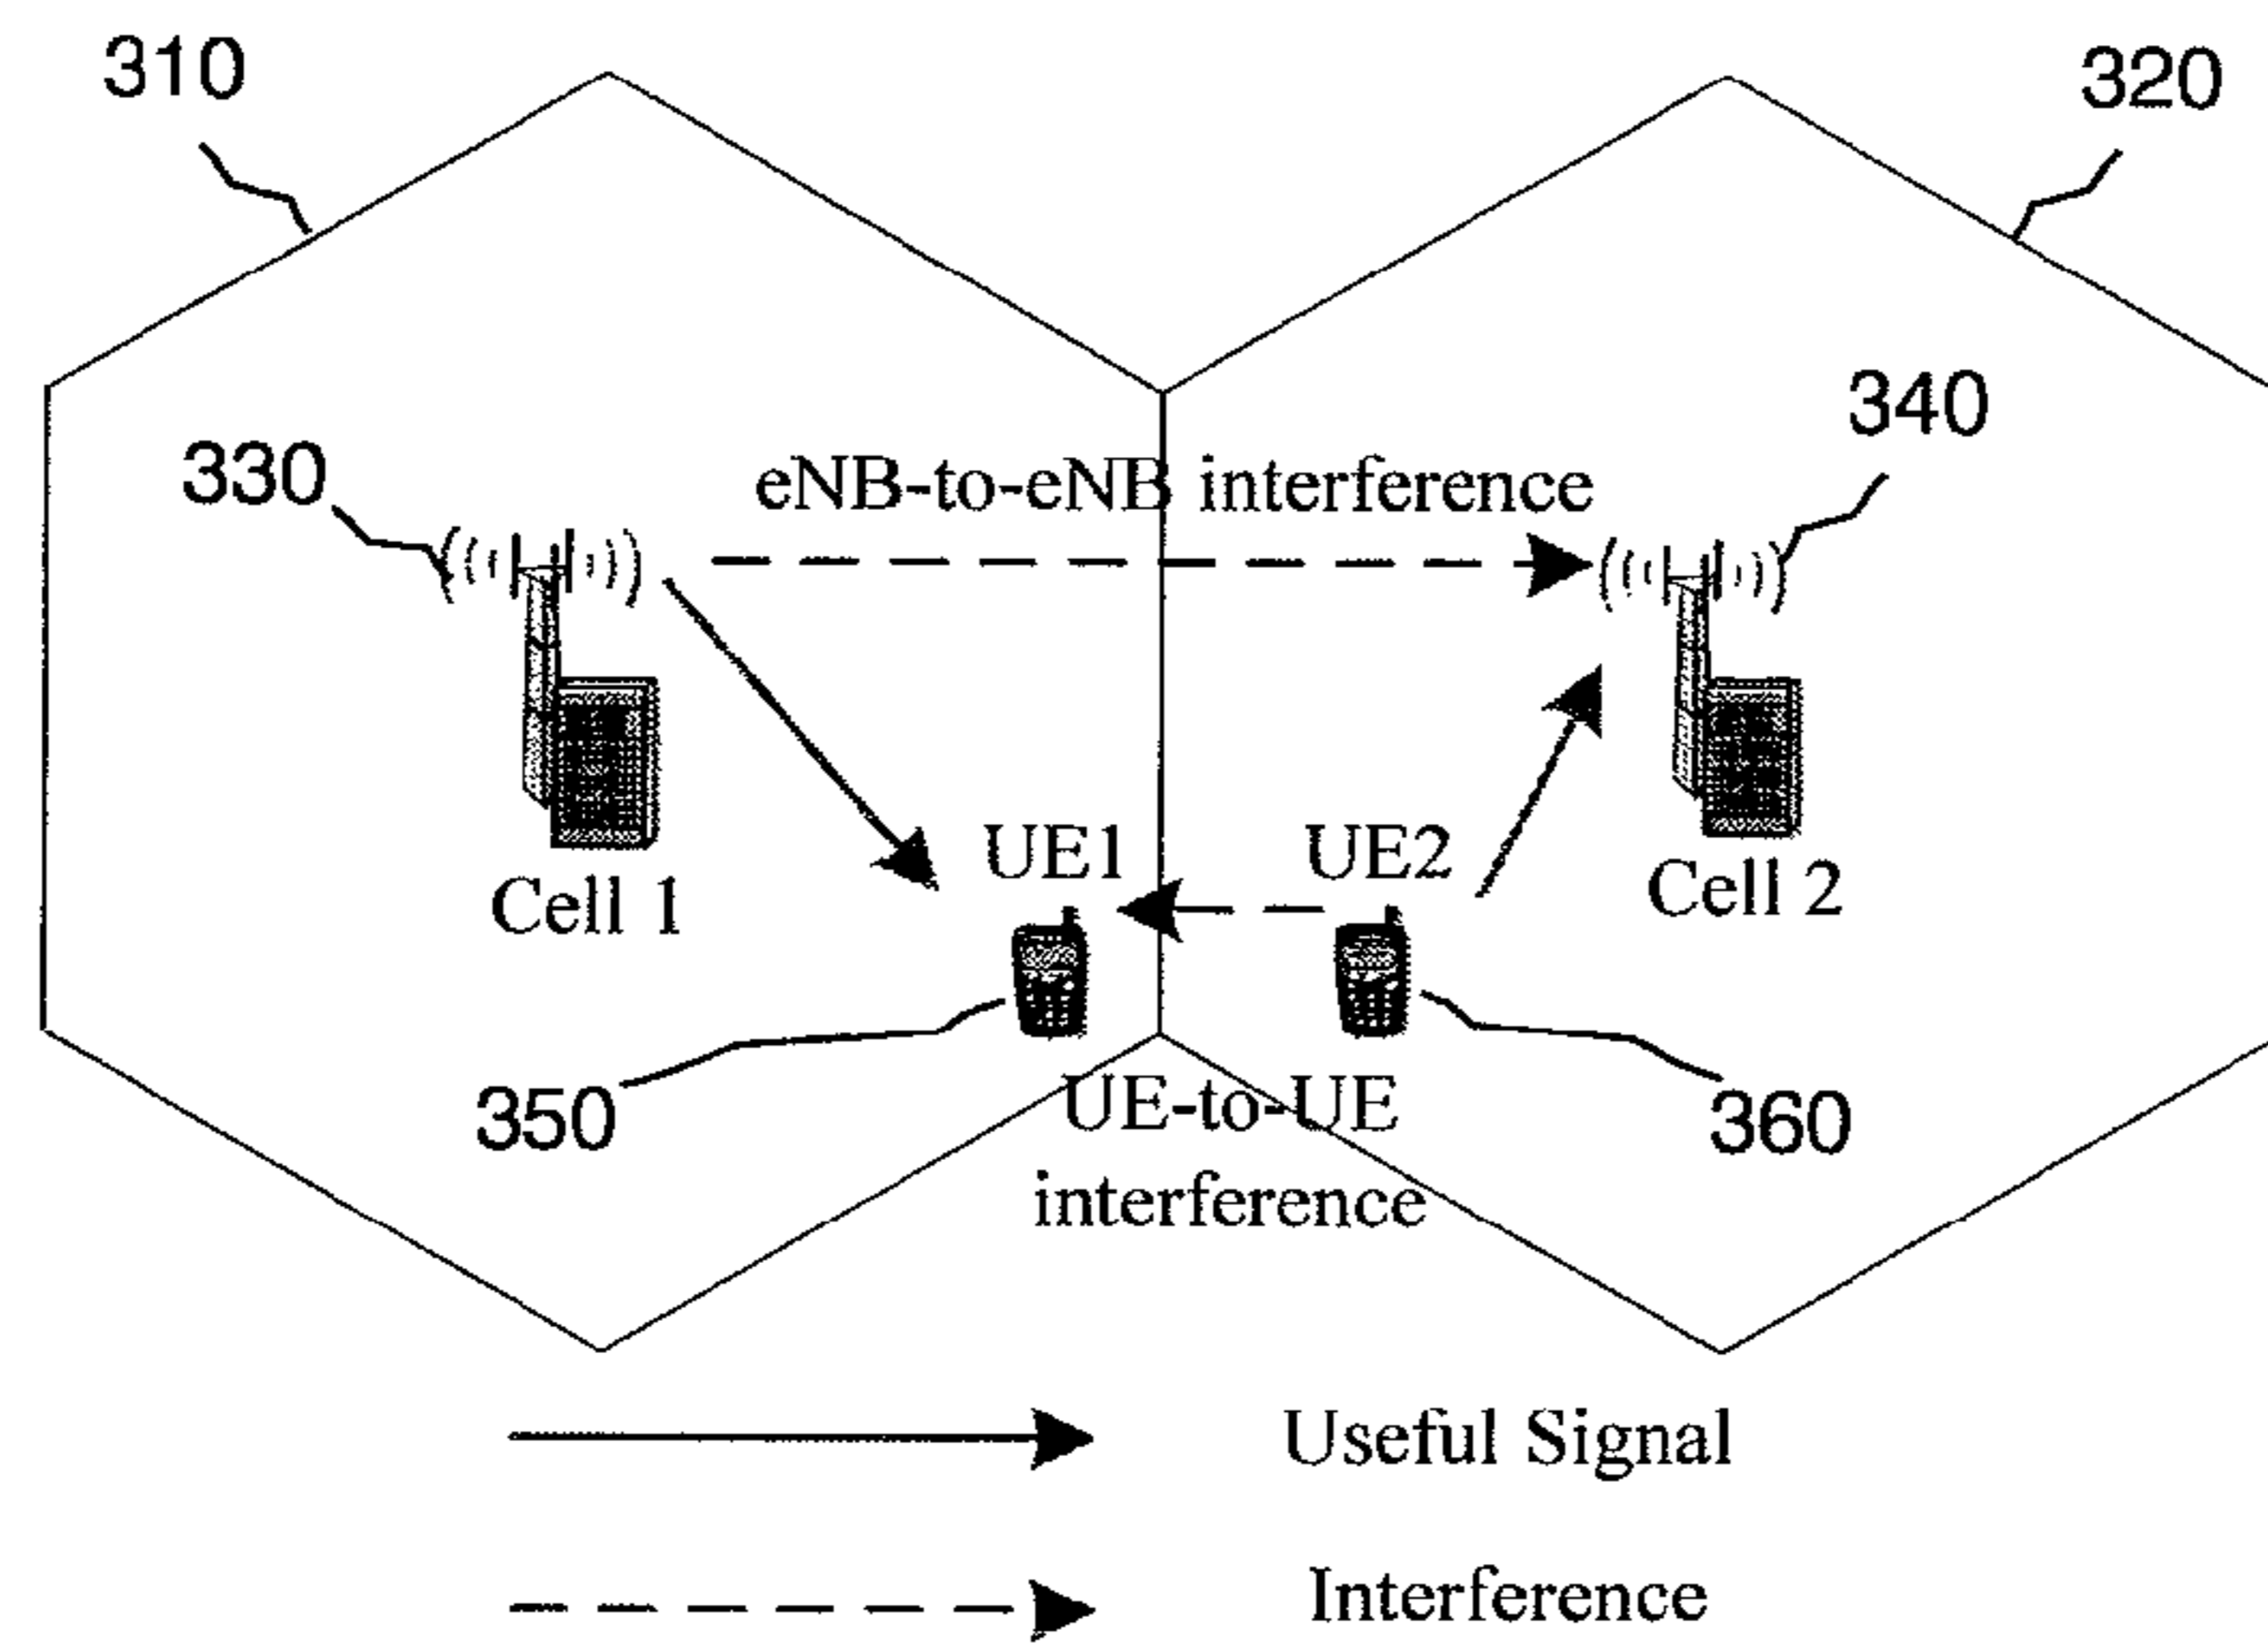 310
320
340
330
eNB-to-eNB interference
UE1
UE2
Cell 1
Cell 2
350
UE-to-UE
interference
360
Useful Signal
Interference